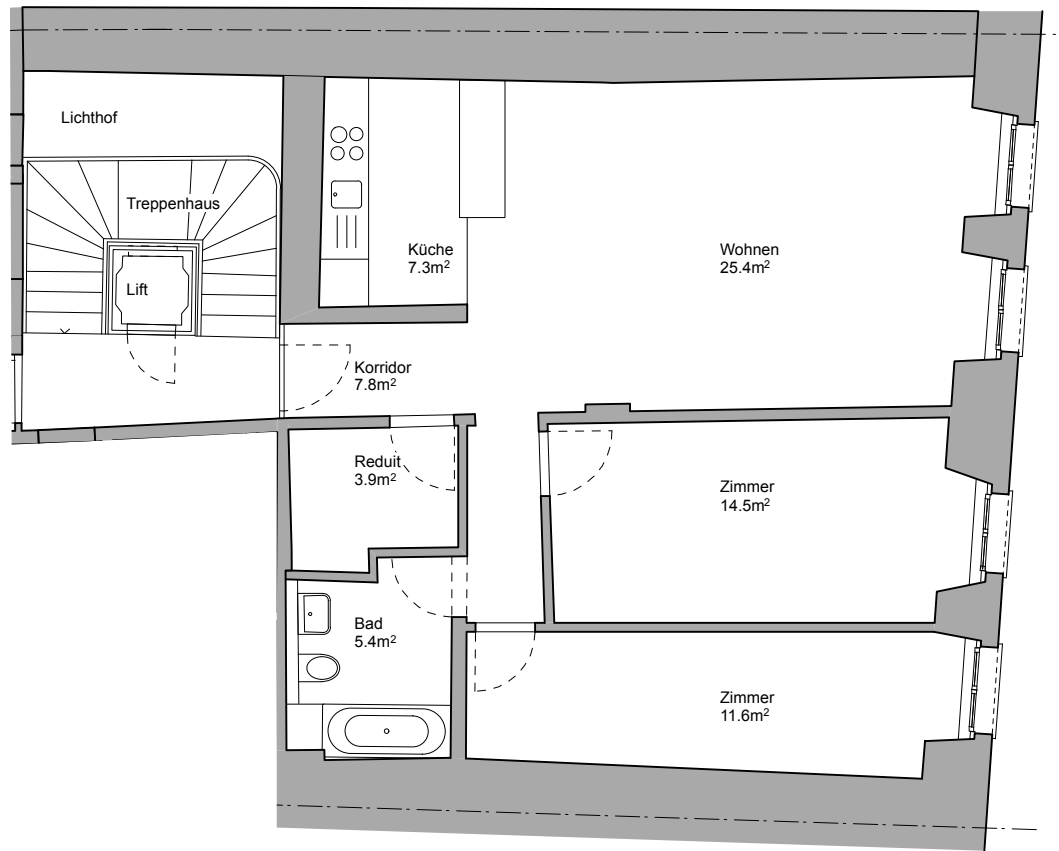 Lichthof
Treppenhaus
Lift
Küche
7.3m²
Wohnen
25.4m²
Korridor
7.8m²
Reduit
3.9m²
Zimmer
14.5m²
Bad
5.4m²
Zimmer
11.6m²